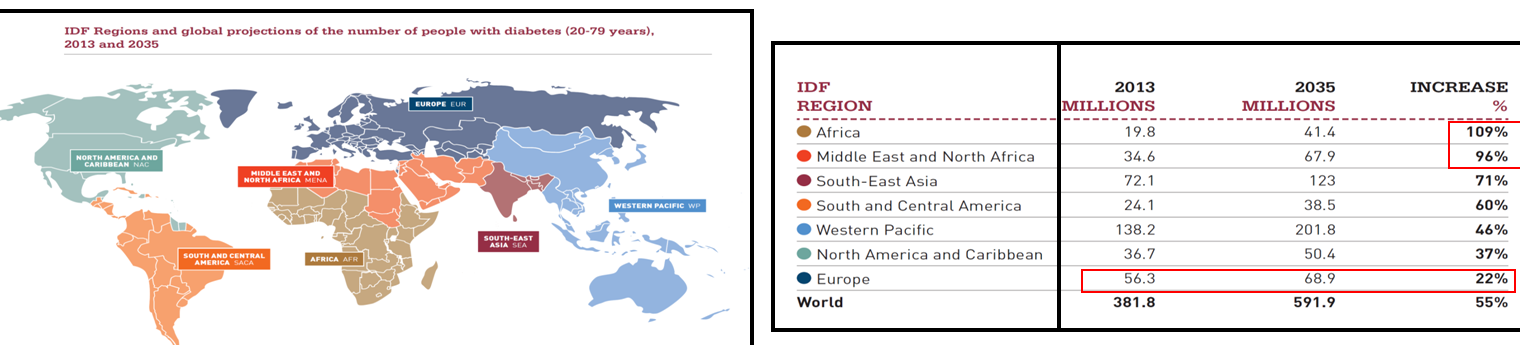 IDF Regions and global projections of the number of people with diabetes (20-79 years),
2013 and 2035
EUROPE EUR
NORTH AMERICA AND
CARIBBEAN NAC
MIDDLE EAST AND
NORTH AFRICA MENA
WESTERN PACIFIC WP
SOUTH-EAST
ASIA SEA
SOUTH AND CENTRAL
AMERICA SACA
AFRICA AFR
IDF
REGION
2013
MILLIONS
2035
MILLIONS
INCREASE
%
Africa 19.8 41.4 109%
Middle East and North Africa 34.6 67.9 96%
South-East Asia 72.1 123 71%
South and Central America 24.1 38.5 60%
Western Pacific 138.2 201.8 46%
North America and Caribbean 36.7 50.4 37%
Europe 56.3 68.9 22%
World 381.8 591.9 55%